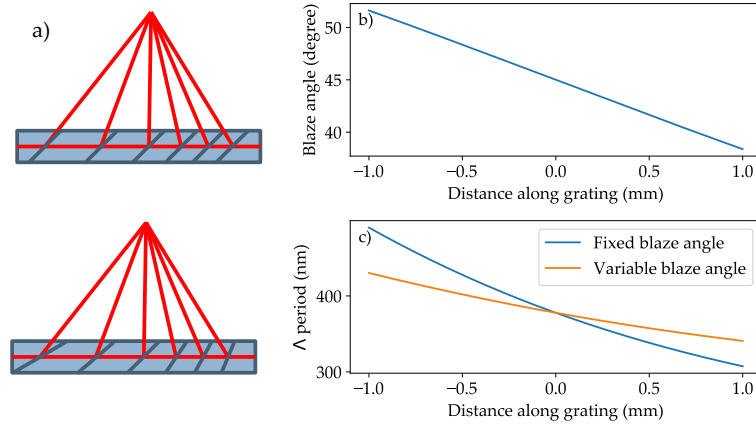 a)
b)
Blaze angle (degree)
50
45
40
−1.0 −0.5 0.0 0.5 1.0
Distance along grating (mm)
c)
Fixed blaze angle
Variable blaze angle
Λ period (nm)
400
300
−1.0 −0.5 0.0 0.5 1.0
Distance along grating (mm)